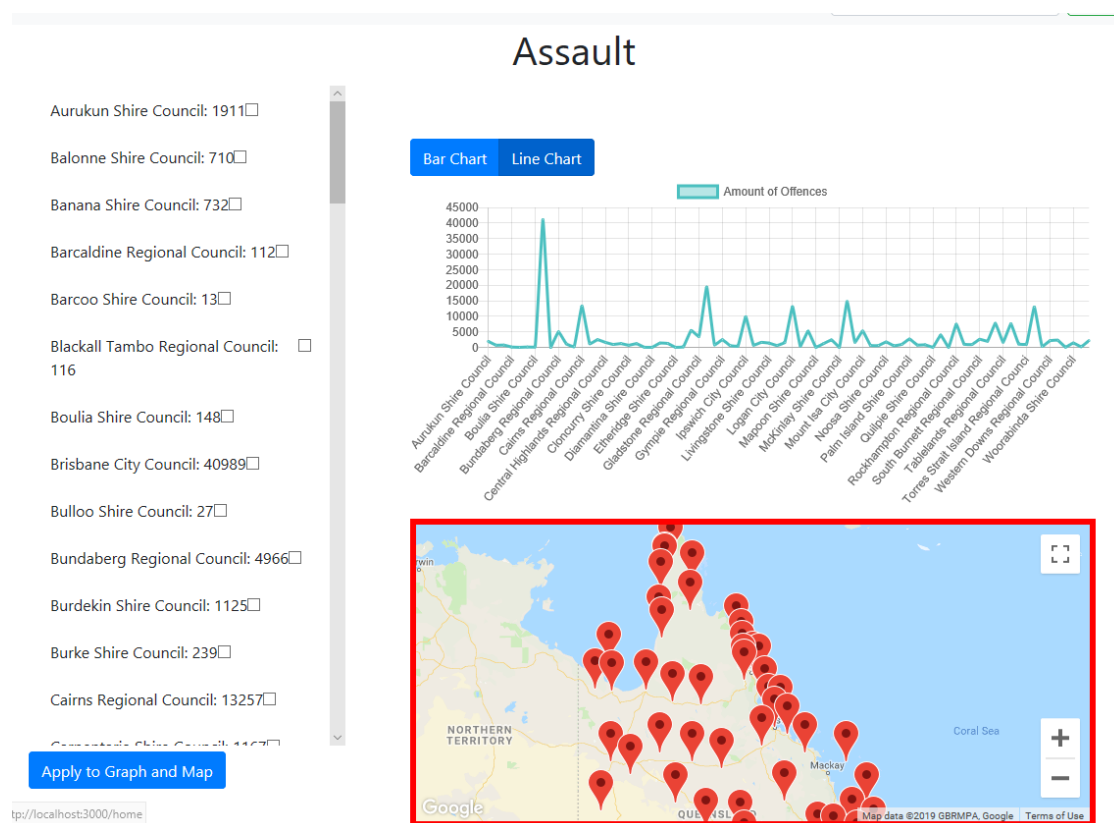 Assault
Aurukun Shire Council: 1911
Balonne Shire Council: 710
Banana Shire Council: 732
Barcaldine Regional Council: 112
Barcoo Shire Council: 13
Blackall Tambo Regional Council:
116
Boulia Shire Council: 148
Brisbane City Council: 40989
Bulloo Shire Council: 27
Bundaberg Regional Council: 4966
Burdekin Shire Council: 1125
Burke Shire Council: 239
Cairns Regional Council: 13257
Carpentaria Shire Council: 1167
Apply to Graph and Map
tp://localhost:3000/home
Bar Chart
Line Chart
Amount of Offences
45000
40000
35000
30000
25000
20000
15000
10000
5000
0
Aurukun Shire Council
Barcaldine Regional Council
Boulia Shire Council
Bundaberg Regional Council
Cairns Regional Council
Central Highlands Regional Council
Cloncurry Shire Council
Diamantina Shire Council
Etheridge Shire Council
Gladstone Regional Council
Gympie Regional Council
Ipswich City Council
Livingstone Shire Council
Logan City Council
Mapoon Shire Council
McKinlay Shire Council
Mount Isa City Council
Noosa Shire Council
Palm Island Shire Council
Quilpie Shire Council
Rockhampton Regional Council
South Burnett Regional Council
Tablelands Regional Council
Torres Strait Island Regional Counci
Western Downs Regional Council
Woorabinda Shire Council
rwin
NORTHERN
TERRITORY
Coral Sea
Mackay
Google
Map data ©2019 GBRMPA, Google
Terms of Use